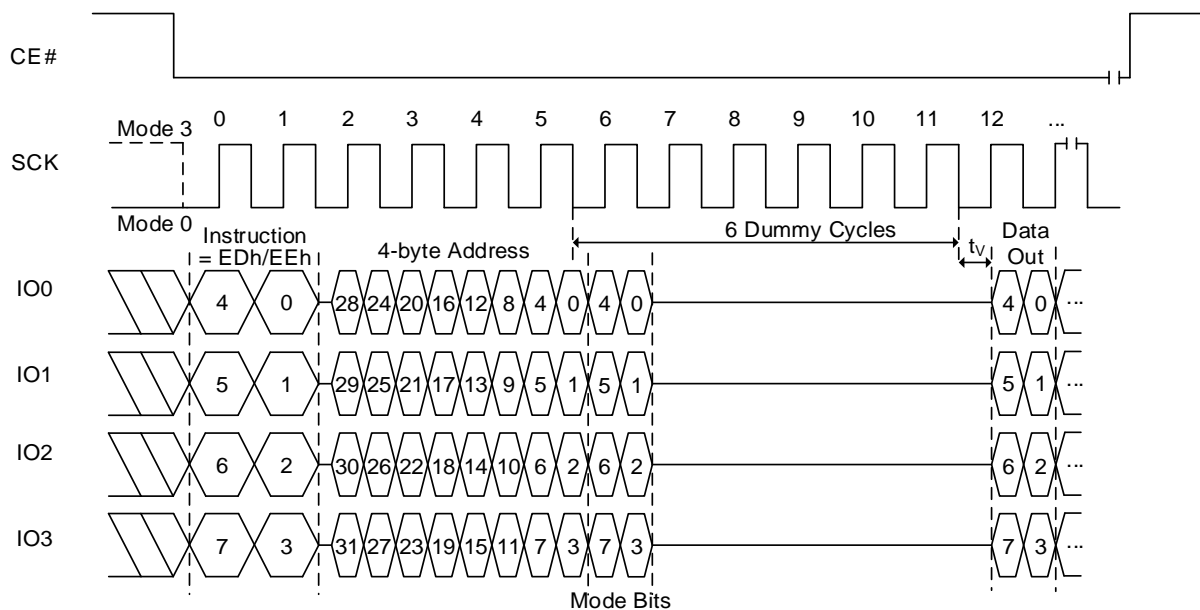 CE#
0 1 2 3 4 5 6 7 8 9 10 11 12 ...
Mode 3
SCK
Mode 0
Instruction
= EDh/EEh
4-byte Address
6 Dummy Cycles
tV
Data
Out
IO0 4 0 28 24 20 16 12 8 4 0 4 0 4 0 ...
IO1 5 1 29 25 21 17 13 9 5 1 5 1 5 1 ...
IO2 6 2 30 26 22 18 14 10 6 2 6 2 6 2 ...
IO3 7 3 31 27 23 19 15 11 7 3 7 3 7 3 ...
Mode Bits